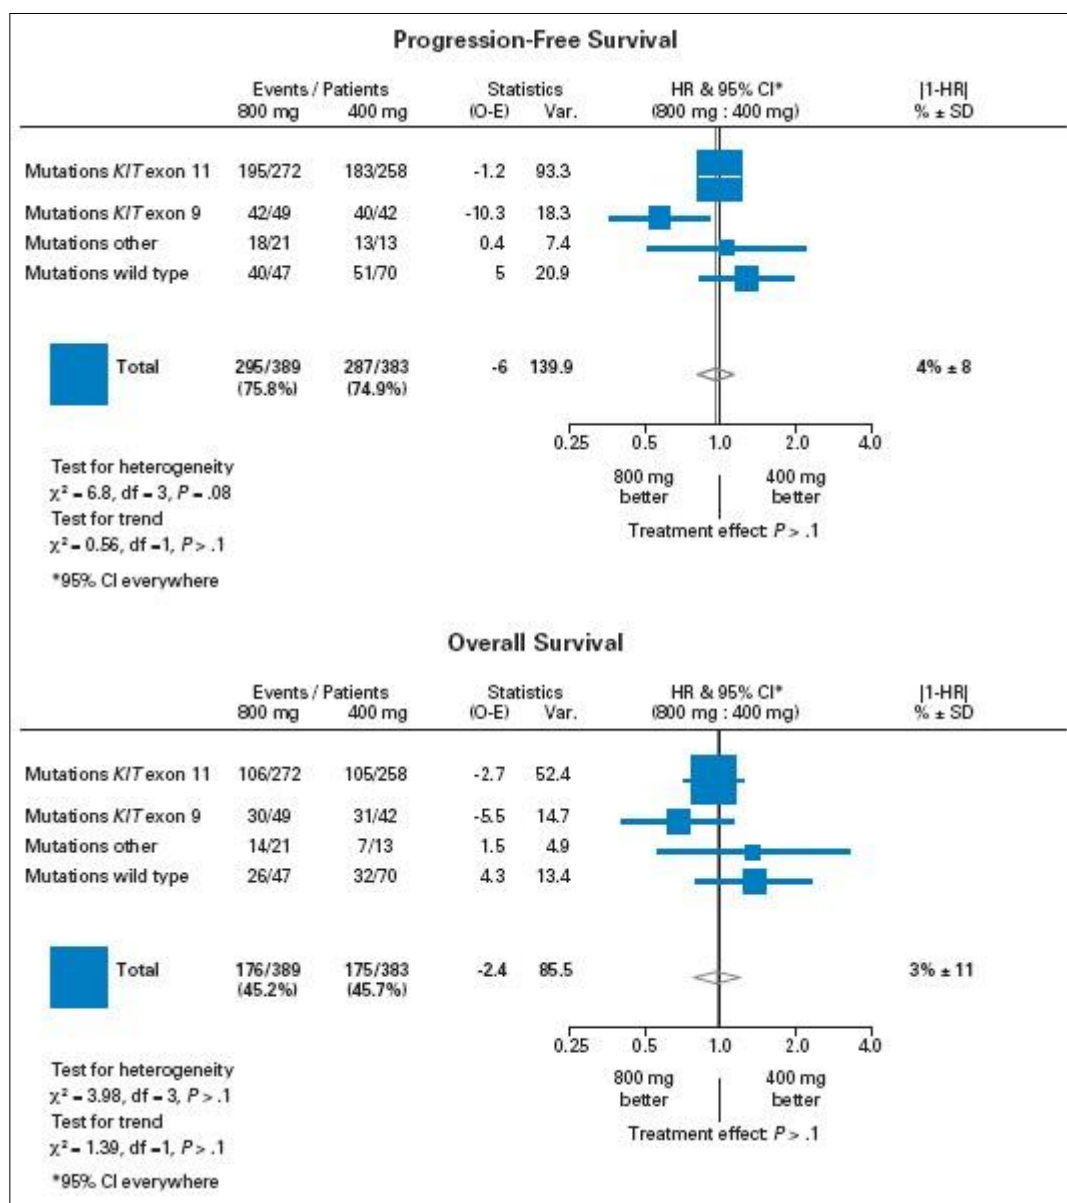 Progression-Free Survival
Events / Patients Statistics HR & 95% CI* |1-HR|
800 mg 400 mg (O-E) Var. (800 mg : 400 mg) % ± SD
Mutations KIT exon 11 195/272 183/258 -1.2 93.3
Mutations KIT exon 9 42/49 40/42 -10.3 18.3
Mutations other 18/21 13/13 0.4 7.4
Mutations wild type 40/47 51/70 5 20.9
Total 295/389 287/383 -6 139.9 4% ± 8
(75.8%) (74.9%)
0.25 0.5 1.0 2.0 4.0
800 mg 400 mg
better better
Treatment effect: P > .1
Test for heterogeneity
χ² = 6.8, df = 3, P = .08
Test for trend
χ² = 0.56, df =1, P > .1
*95% CI everywhere
Overall Survival
Events / Patients Statistics HR & 95% CI* |1-HR|
800 mg 400 mg (O-E) Var. (800 mg : 400 mg) % ± SD
Mutations KIT exon 11 106/272 105/258 -2.7 52.4
Mutations KIT exon 9 30/49 31/42 -5.5 14.7
Mutations other 14/21 7/13 1.5 4.9
Mutations wild type 26/47 32/70 4.3 13.4
Total 176/389 175/383 -2.4 85.5 3% ± 11
(45.2%) (45.7%)
0.25 0.5 1.0 2.0 4.0
800 mg 400 mg
better better
Treatment effect: P > .1
Test for heterogeneity
χ² = 3.98, df = 3, P > .1
Test for trend
χ² = 1.39, df =1, P > .1
*95% CI everywhere